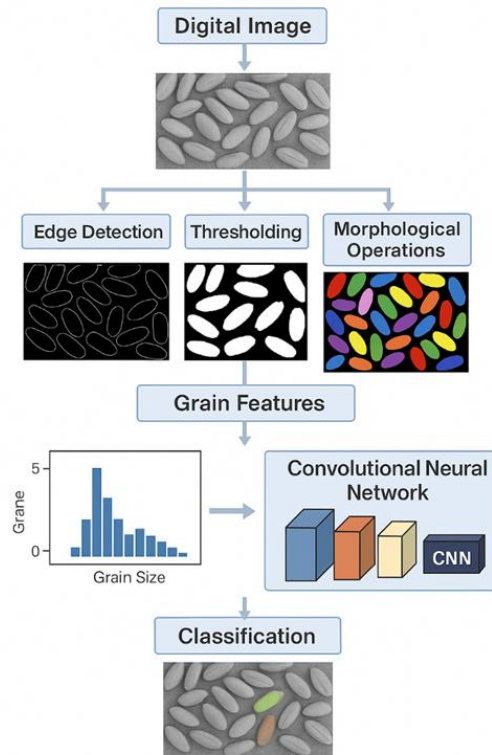 Digital Image
Edge Detection
Thresholding
Morphological
Operations
Grain Features
5
0
Grane
Grain Size
Convolutional Neural
Network
CNN
Classification